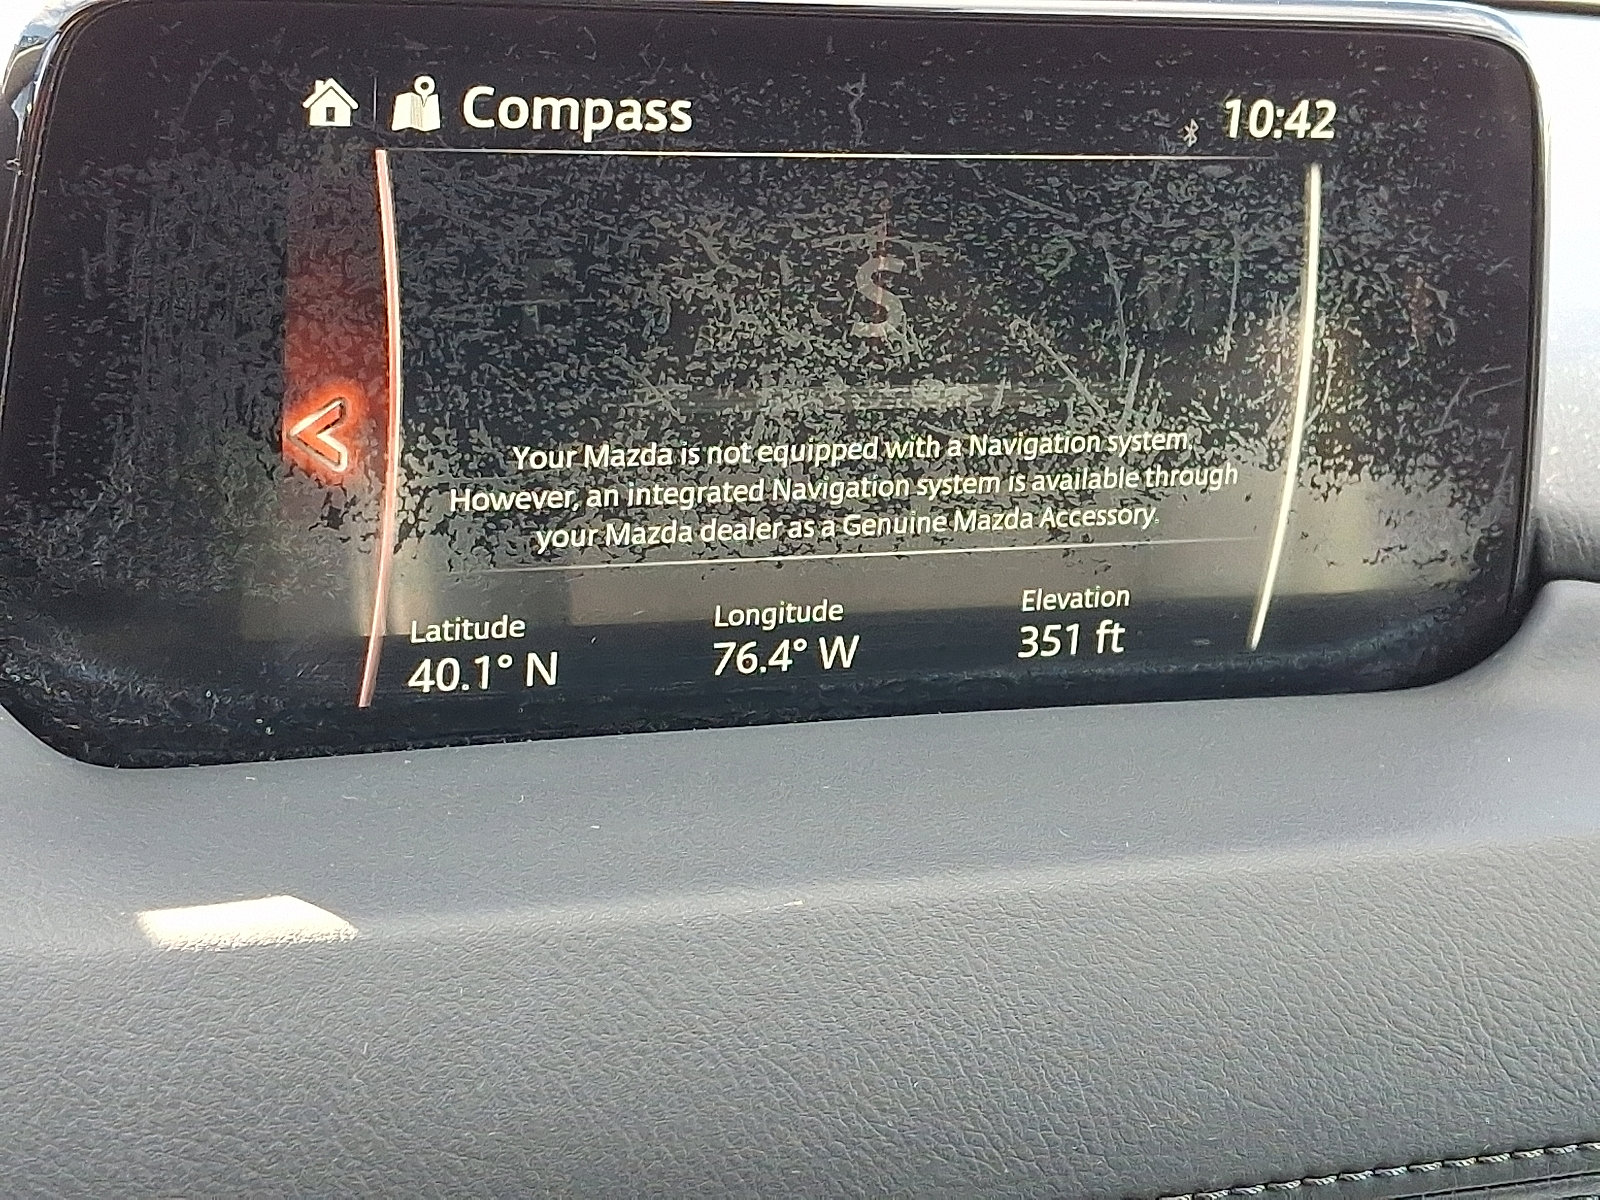 Compass
10:42
S
Your Mazda is not equipped with a Navigation system.
However, an integrated Navigation system is available through
your Mazda dealer as a Genuine Mazda Accessory.
Latitude
Longitude
Elevation
40.1° N
76.4° W
351 ft